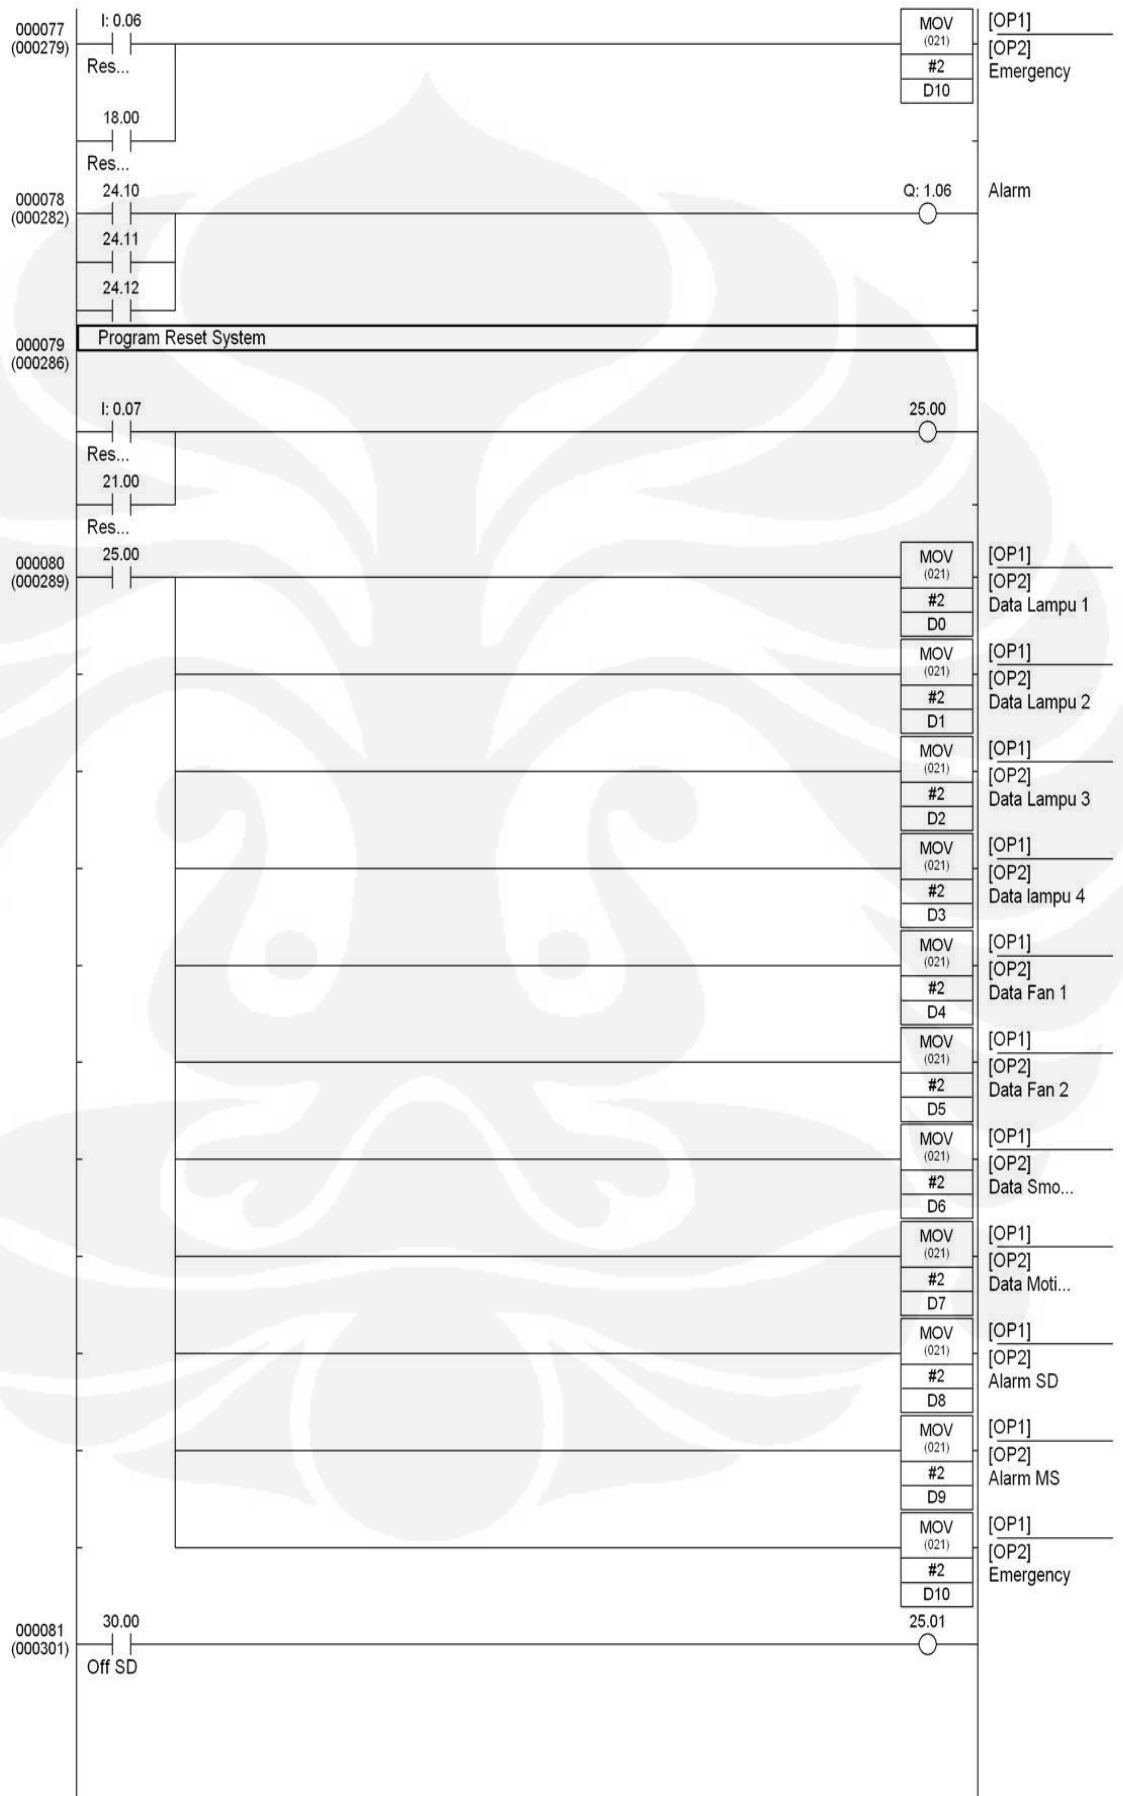 000077
(000279)
I: 0.06
Res...
MOV
(021)
#2
D10
[OP1]
[OP2]
Emergency
18.00
Res...
000078
(000282)
24.10
Q: 1.06
Alarm
24.11
24.12
000079
(000286)
Program Reset System
I: 0.07
Res...
25.00
21.00
Res...
000080
(000289)
25.00
MOV
(021)
#2
D0
[OP1]
[OP2]
Data Lampu 1
MOV
(021)
#2
D1
[OP1]
[OP2]
Data Lampu 2
MOV
(021)
#2
D2
[OP1]
[OP2]
Data Lampu 3
MOV
(021)
#2
D3
[OP1]
[OP2]
Data lampu 4
MOV
(021)
#2
D4
[OP1]
[OP2]
Data Fan 1
MOV
(021)
#2
D5
[OP1]
[OP2]
Data Fan 2
MOV
(021)
#2
D6
[OP1]
[OP2]
Data Smo...
MOV
(021)
#2
D7
[OP1]
[OP2]
Data Moti...
MOV
(021)
#2
D8
[OP1]
[OP2]
Alarm SD
MOV
(021)
#2
D9
[OP1]
[OP2]
Alarm MS
MOV
(021)
#2
D10
[OP1]
[OP2]
Emergency
000081
(000301)
30.00
Off SD
25.01